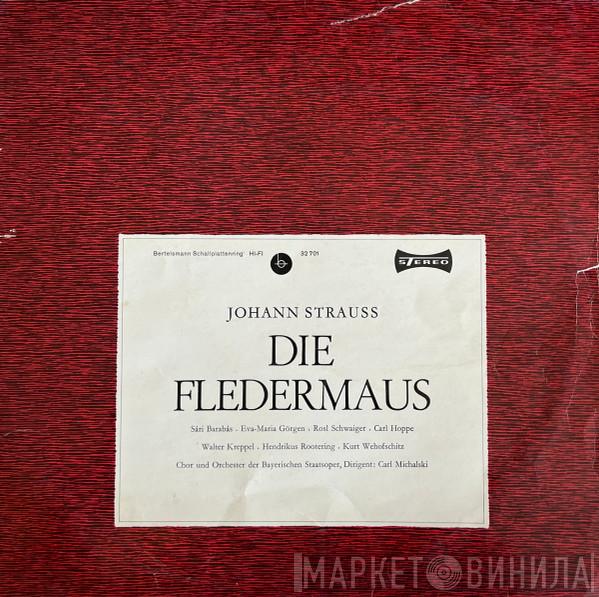 Bertelsmann Schallplattenring HI-FI b 32 701 STEREO
JOHANN STRAUSS
DIE
FLEDERMAUS
Sári Barabás . Eva-Maria Görgen . Rosl Schwaiger . Carl Hoppe
Walter Kreppel . Hendrikus Rootering . Kurt Wehofschitz
Chor und Orchester der Bayerischen Staatsoper, Dirigent: Carl Michalski
МАРКЕТ ВИНИЛА